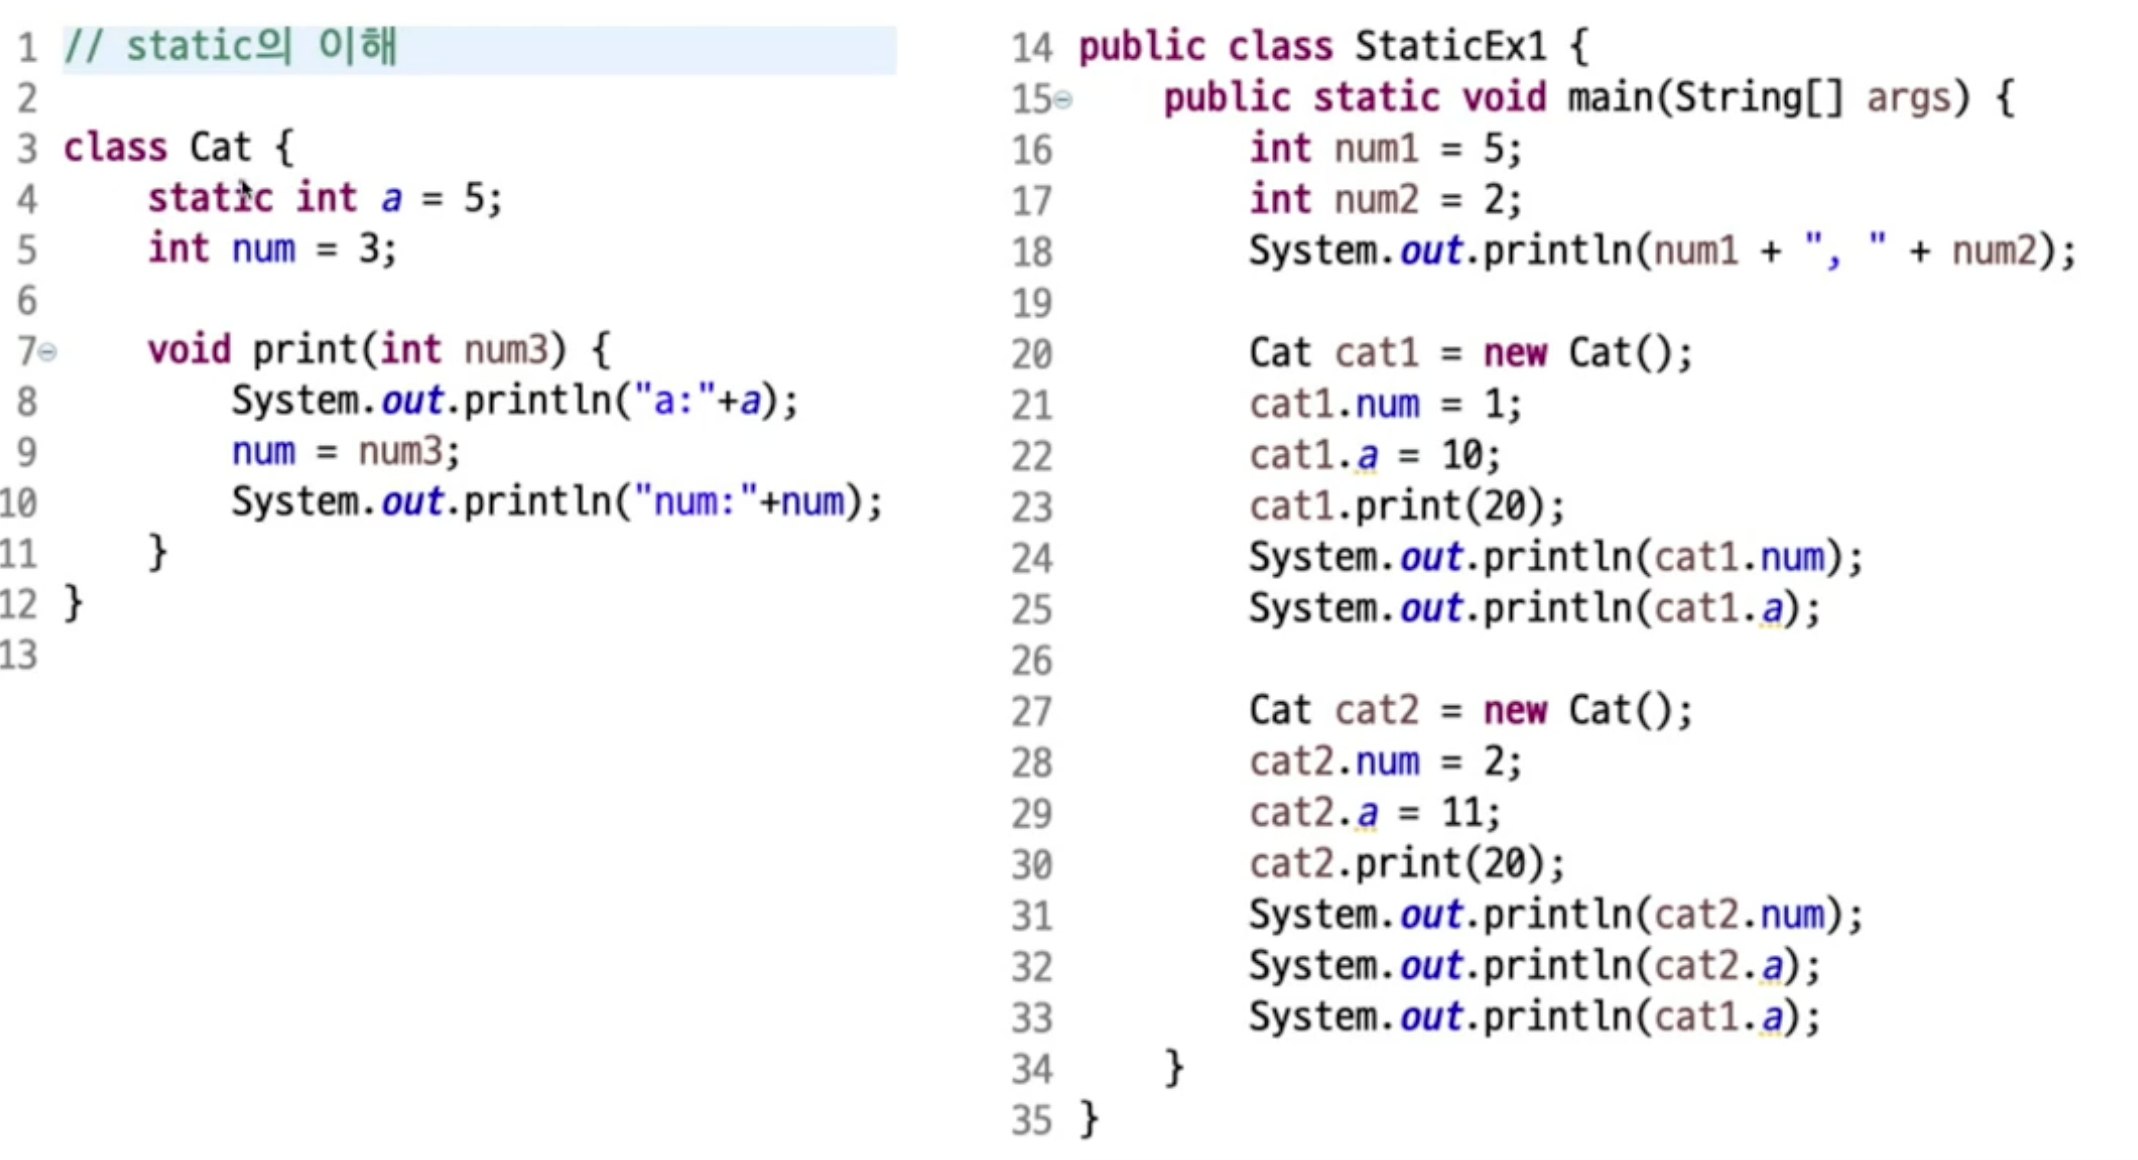 1 // static의 이해
2
3 class Cat {
4 static int a = 5;
5 int num = 3;
6
7 void print(int num3) {
8 System.out.println("a:"+a);
9 num = num3;
10 System.out.println("num:"+num);
11 }
12 }
13
14 public class StaticEx1 {
15 public static void main(String[] args) {
16 int num1 = 5;
17 int num2 = 2;
18 System.out.println(num1 + ", " + num2);
19
20 Cat cat1 = new Cat();
21 cat1.num = 1;
22 cat1.a = 10;
23 cat1.print(20);
24 System.out.println(cat1.num);
25 System.out.println(cat1.a);
26
27 Cat cat2 = new Cat();
28 cat2.num = 2;
29 cat2.a = 11;
30 cat2.print(20);
31 System.out.println(cat2.num);
32 System.out.println(cat2.a);
33 System.out.println(cat1.a);
34 }
35 }